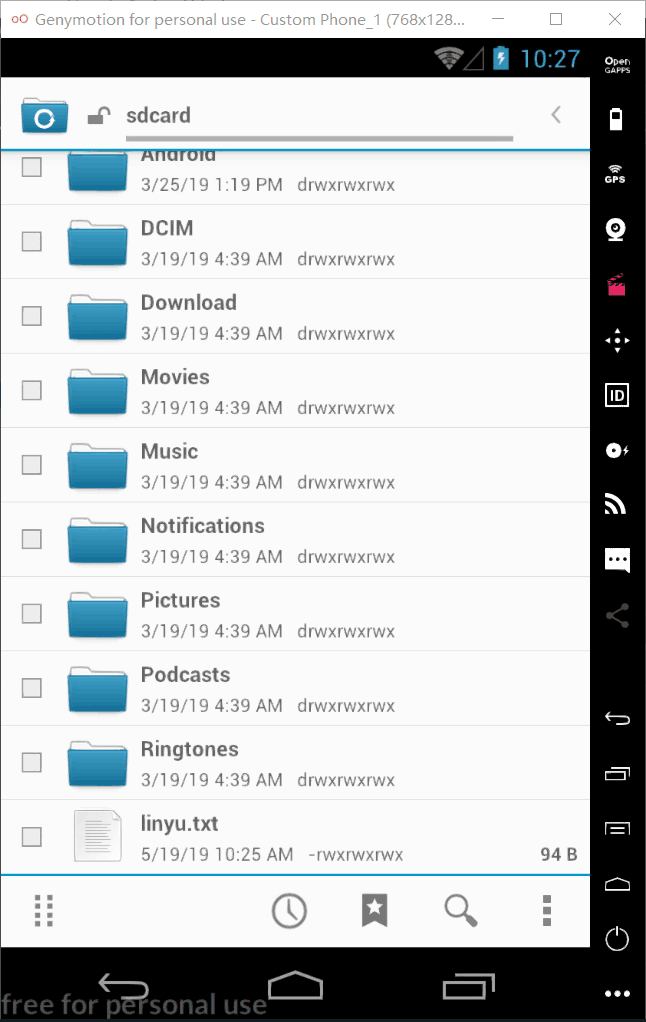 Genymotion for personal use - Custom Phone_1 (768x128...
10:27
Open
GAPPS
sdcard
GPS
Android
3/25/19 1:19 PM drwxrwxrwx
DCIM
3/19/19 4:39 AM drwxrwxrwx
Download
3/19/19 4:39 AM drwxrwxrwx
Movies
3/19/19 4:39 AM drwxrwxrwx
ID
Music
3/19/19 4:39 AM drwxrwxrwx
Notifications
3/19/19 4:39 AM drwxrwxrwx
Pictures
3/19/19 4:39 AM drwxrwxrwx
Podcasts
3/19/19 4:39 AM drwxrwxrwx
Ringtones
3/19/19 4:39 AM drwxrwxrwx
linyu.txt
5/19/19 10:25 AM -rwxrwxrwx 94 B
free for personal use